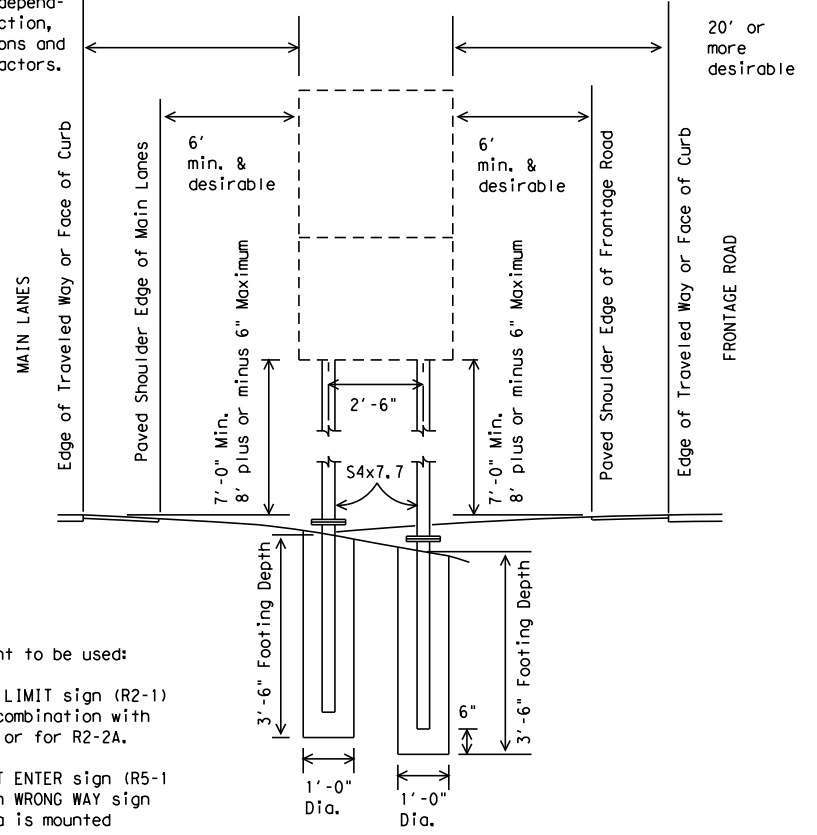 depend-
ction,
ons and
actors.
20' or
more
desirable
6'
min. &
desirable
6'
min. &
desirable
MAIN LANES
Edge of Traveled Way or Face of Curb
Paved Shoulder Edge of Main Lanes
7'-0" Min.
8' plus or minus 6" Maximum
2'-6"
S4x7.7
7'-0" Min.
8' plus or minus 6" Maximum
Paved Shoulder Edge of Frontage Road
Edge of Traveled Way or Face of Curb
FRONTAGE ROAD
3'-6" Footing Depth
3'-6" Footing Depth
6"
1'-0"
Dia.
1'-0"
Dia.
nt to be used:
LIMIT sign (R2-1)
combination with
or for R2-2A.
T ENTER sign (R5-1
n WRONG WAY sign
is mounted